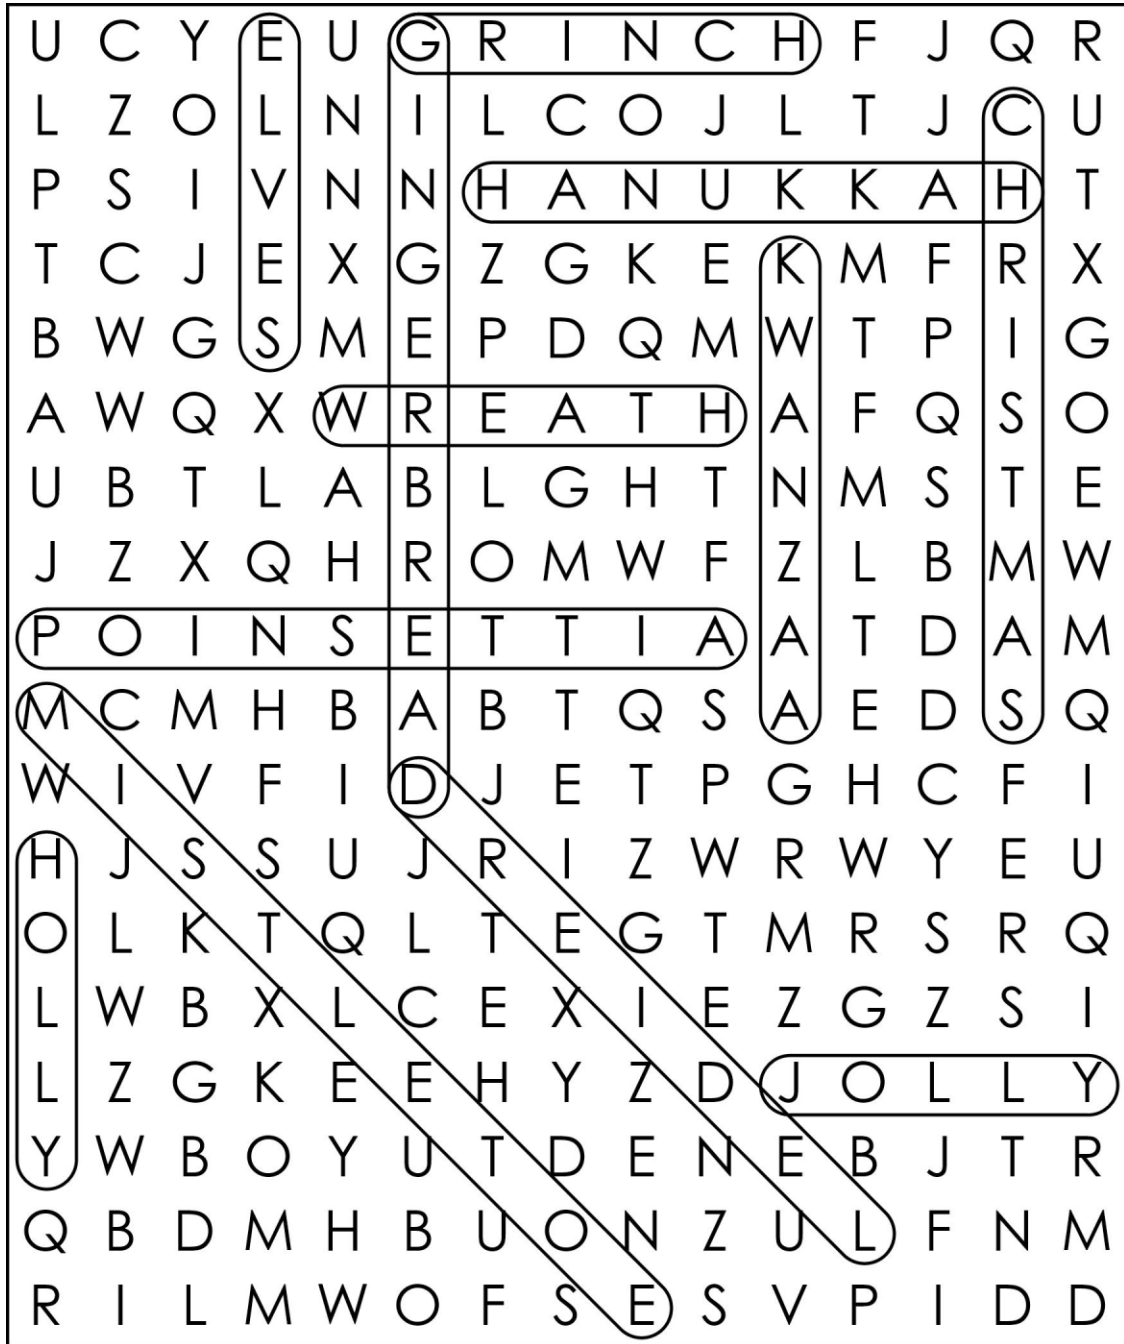 U C Y E U G R I N C H F J Q R
L Z O L N I L C O J L T J C U
P S I V N N H A N U K K A H T
T C J E X G Z G K E K M F R X
B W G S M E P D Q M W T P I G
A W Q X W R E A T H A F Q S O
U B T L A B L G H T N M S T E
J Z X Q H R O M W F Z L B M W
P O I N S E T T I A A T D A M
M C M H B A B T Q S A E D S Q
W I V F I D J E T P G H C F I
H J S S U J R I Z W R W Y E U
O L K T Q L T E G T M R S R Q
L W B X L C E X I E Z G Z S I
L Z G K E E H Y Z D J O L L Y
Y W B O Y U T D E N E B J T R
Q B D M H B U O N Z U L F N M
R I L M W O F S E S V P I D D